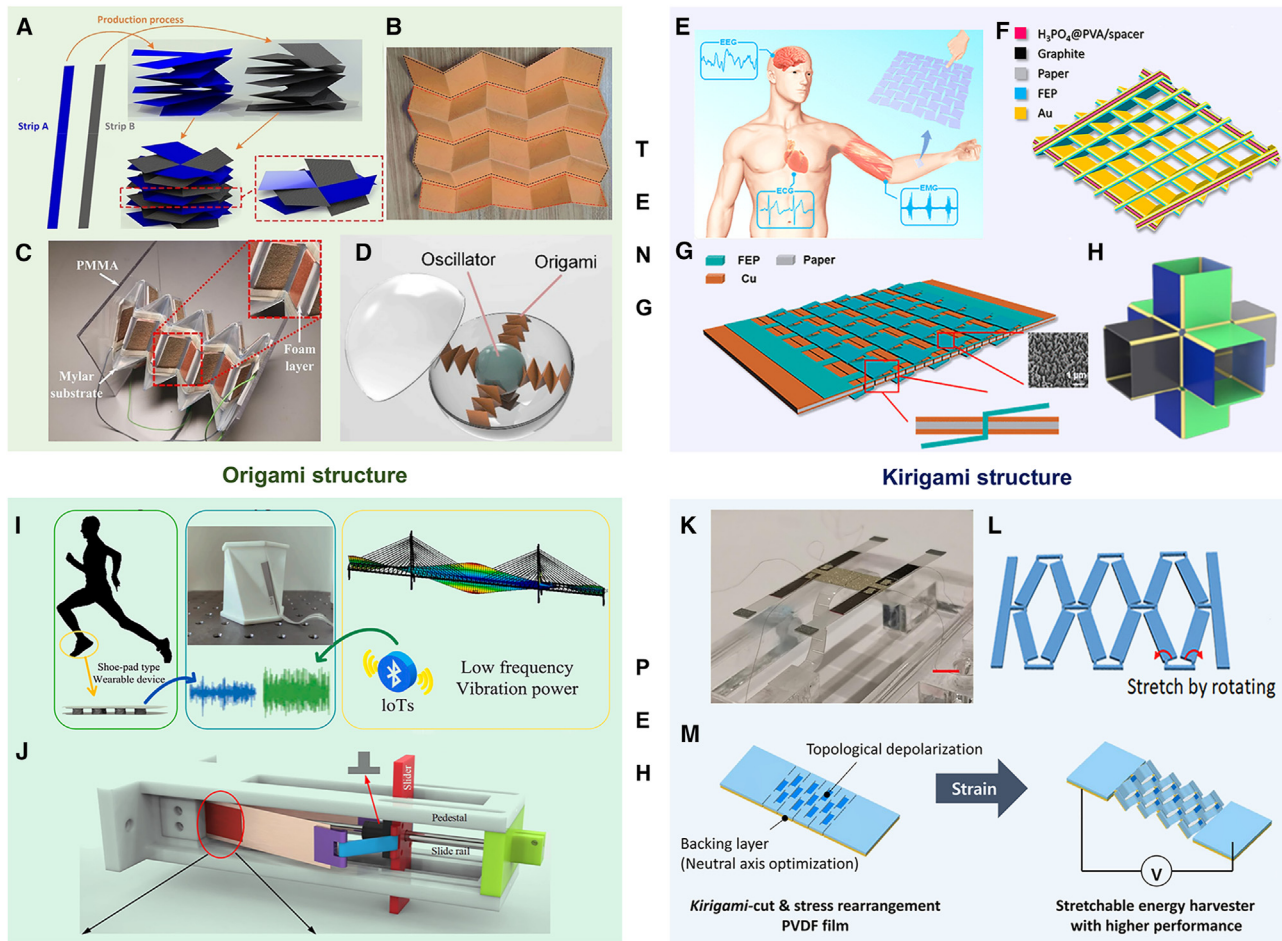 A
Production process
Strip A
Strip B
B
C
PMMA
Mylar
substrate
Foam
layer
D
Oscillator
Origami
T
E
N
G
E
EEG
ECG
EMG
F
H₃PO₄@PVA/spacer
Graphite
Paper
FEP
Au
G
FEP
Paper
Cu
1 μm
H
Origami structure
Kirigami structure
I
Shoe-pad type
Wearable device
IoTs
Low frequency
Vibration power
J
Slider
Pedestal
Slide rail
P
E
H
K
L
Stretch by rotating
M
Topological depolarization
Backing layer
(Neutral axis optimization)
Strain
V
Kirigami-cut & stress rearrangement
PVDF film
Stretchable energy harvester
with higher performance